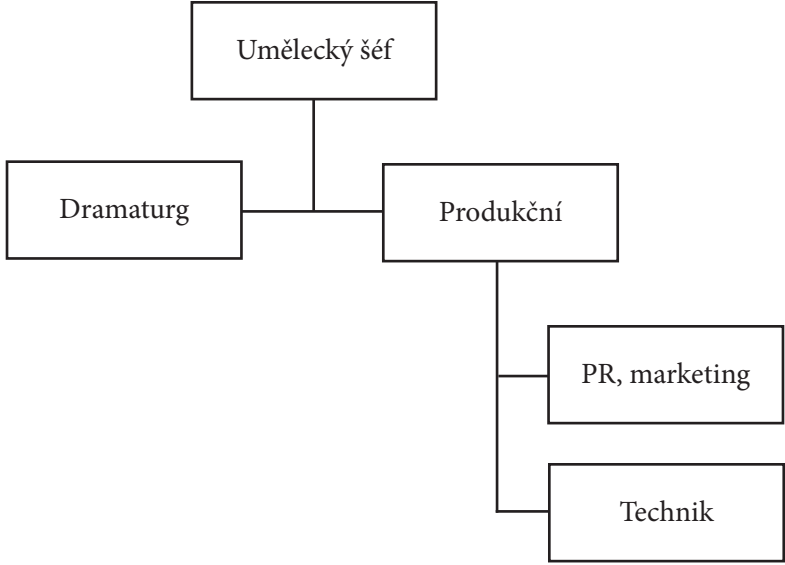 Umělecký šéf
Dramaturg
Produkční
PR, marketing
Technik